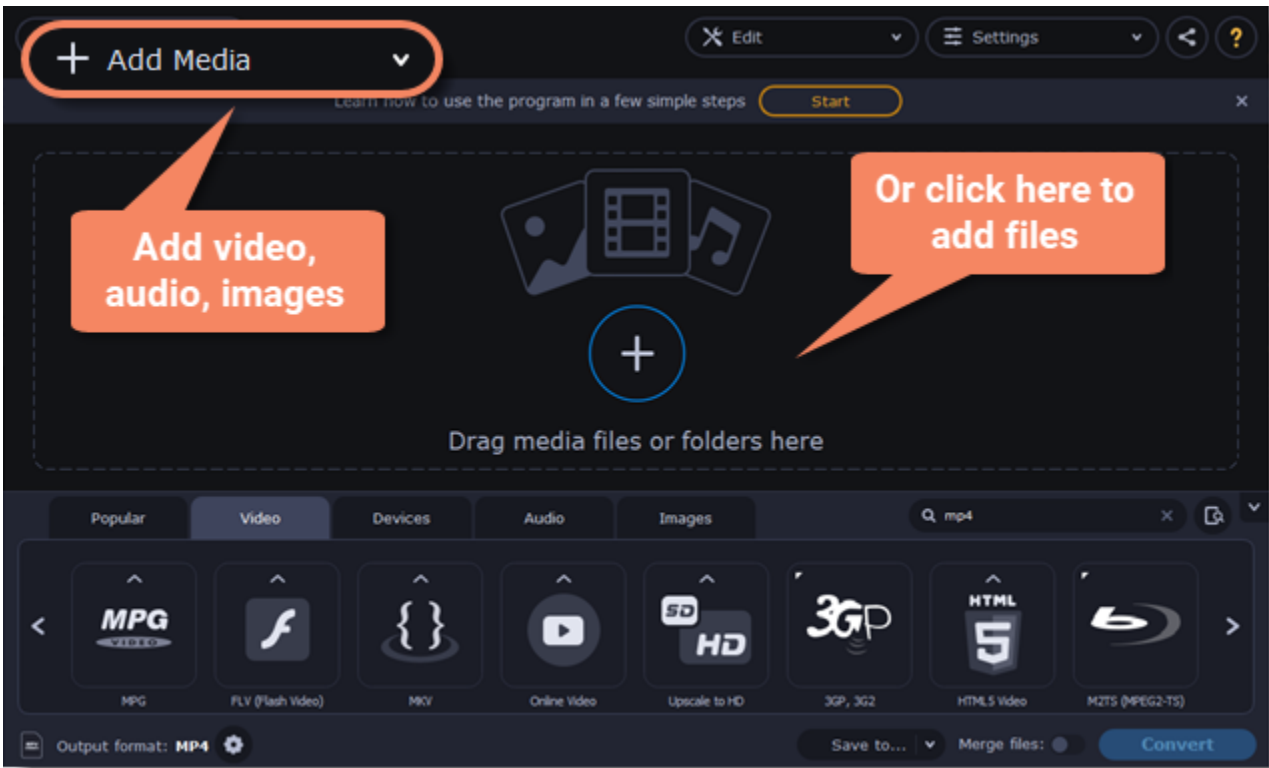 Add Media
Edit
Settings
?
Learn how to use the program in a few simple steps
Start
Add video,
audio, images
Or click here to
add files
Drag media files or folders here
Popular
Video
Devices
Audio
Images
mp4
MPG
VIDEO
SD
HD
3GP
HTML
5
MPG
FLV (Flash Video)
MKV
Online Video
Upscale to HD
3GP, 3G2
HTML5 Video
M2TS (MPEG2-TS)
Output format: MP4
Save to...
Merge files:
Convert